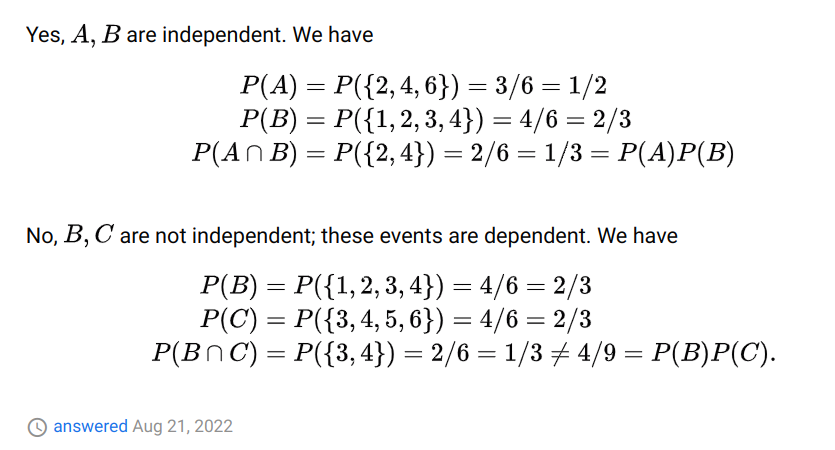 Yes, A, B are independent. We have
P(A) = P({2, 4, 6}) = 3/6 = 1/2
P(B) = P({1, 2, 3, 4}) = 4/6 = 2/3
P(A ∩ B) = P({2, 4}) = 2/6 = 1/3 = P(A)P(B)
No, B, C are not independent; these events are dependent. We have
P(B) = P({1, 2, 3, 4}) = 4/6 = 2/3
P(C) = P({3, 4, 5, 6}) = 4/6 = 2/3
P(B ∩ C) = P({3, 4}) = 2/6 = 1/3 ≠ 4/9 = P(B)P(C).
answered Aug 21, 2022